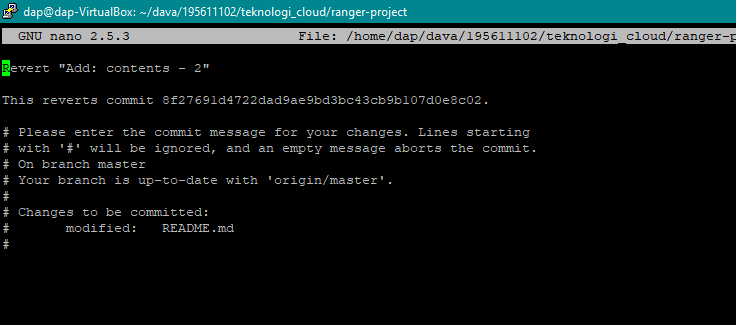 dap@dap-VirtualBox: ~/dava/195611102/teknologi_cloud/ranger-project
GNU nano 2.5.3 File: /home/dap/dava/195611102/teknologi_cloud/ranger-p
Revert "Add: contents - 2"
This reverts commit 8f27691d4722dad9ae9bd3bc43cb9b107d0e8c02.
# Please enter the commit message for your changes. Lines starting
# with '#' will be ignored, and an empty message aborts the commit.
# On branch master
# Your branch is up-to-date with 'origin/master'.
#
# Changes to be committed:
#       modified:   README.md
#